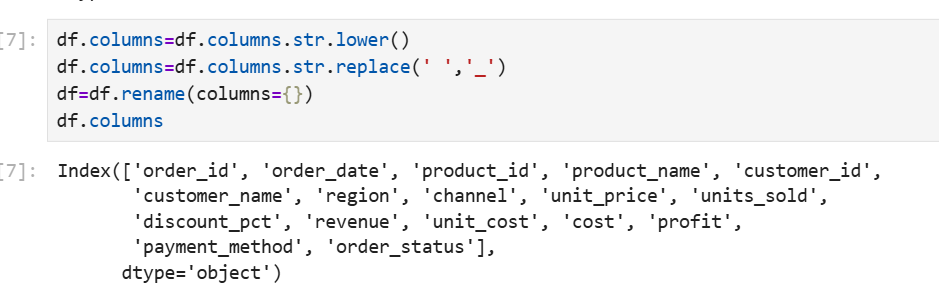 [7]: df.columns=df.columns.str.lower()
df.columns=df.columns.str.replace(' ','_')
df=df.rename(columns={})
df.columns
[7]: Index(['order_id', 'order_date', 'product_id', 'product_name', 'customer_id',
'customer_name', 'region', 'channel', 'unit_price', 'units_sold',
'discount_pct', 'revenue', 'unit_cost', 'cost', 'profit',
'payment_method', 'order_status'],
dtype='object')